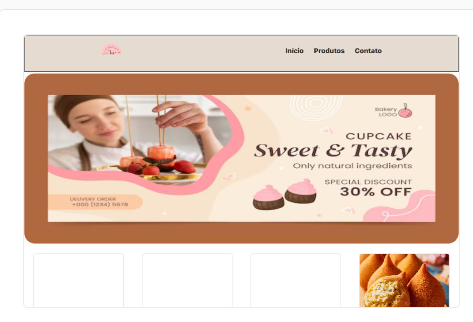 Início Produtos Contato
Bakery
LOGO
CUPCAKE
Sweet & Tasty
Only natural ingredients
SPECIAL DISCOUNT
30% OFF
DELIVERY ORDER
+000 (1234) 5678